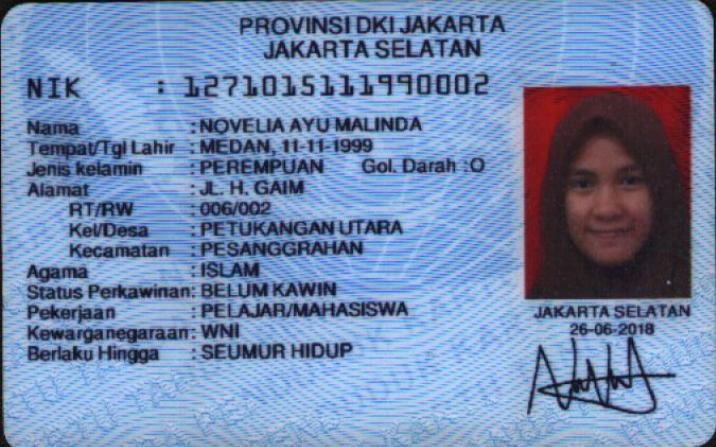 PROVINSI DKI JAKARTA
JAKARTA SELATAN
NIK : 1271015111990002
Nama : NOVELIA AYU MALINDA
Tempat/Tgl Lahir : MEDAN, 11-11-1999
Jenis kelamin : PEREMPUAN Gol. Darah :O
Alamat : JL. H. GAIM
RT/RW : 006/002
Kel/Desa : PETUKANGAN UTARA
Kecamatan : PESANGGRAHAN
Agama : ISLAM
Status Perkawinan: BELUM KAWIN
Pekerjaan : PELAJAR/MAHASISWA
Kewarganegaraan: WNI
Berlaku Hingga : SEUMUR HIDUP
JAKARTA SELATAN
26-06-2018